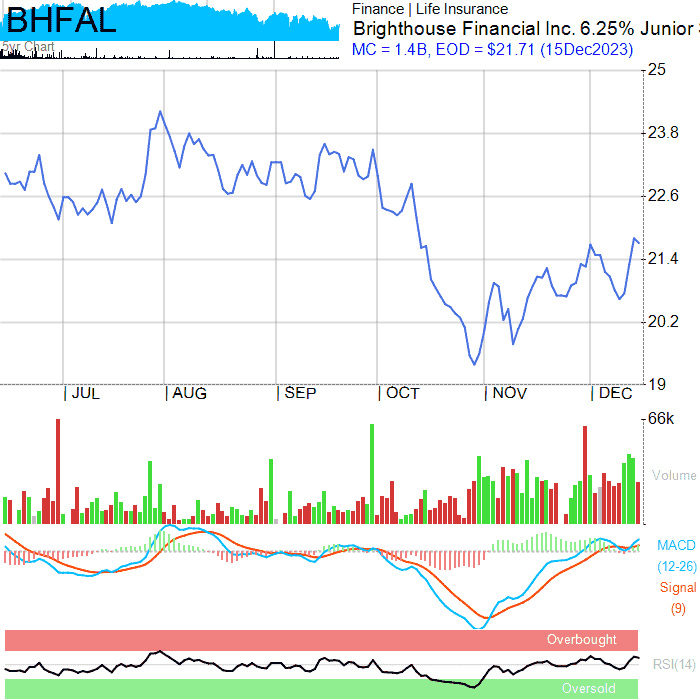 BHFAL
5yr Chart
Finance | Life Insurance
Brighthouse Financial Inc. 6.25% Junior
MC = 1.4B, EOD = $21.71 (15Dec2023)
25
23.8
22.6
21.4
20.2
19
| JUL | AUG | SEP | OCT | NOV | DEC
66k
Volume
MACD
(12-26)
Signal
(9)
Overbought
RSI(14)
Oversold